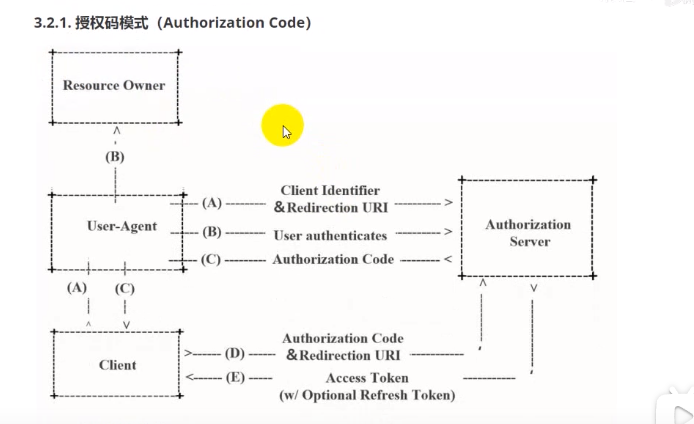 3.2.1. 授权码模式（Authorization Code）
Resource Owner
(B)
Client Identifier
(A)
&Redirection URI
User-Agent
(B)
User authenticates
Authorization
Server
(C)
Authorization Code
(A)
(C)
Authorization Code
(D)
&Redirection URI
Client
(E)
Access Token
(w/ Optional Refresh Token)